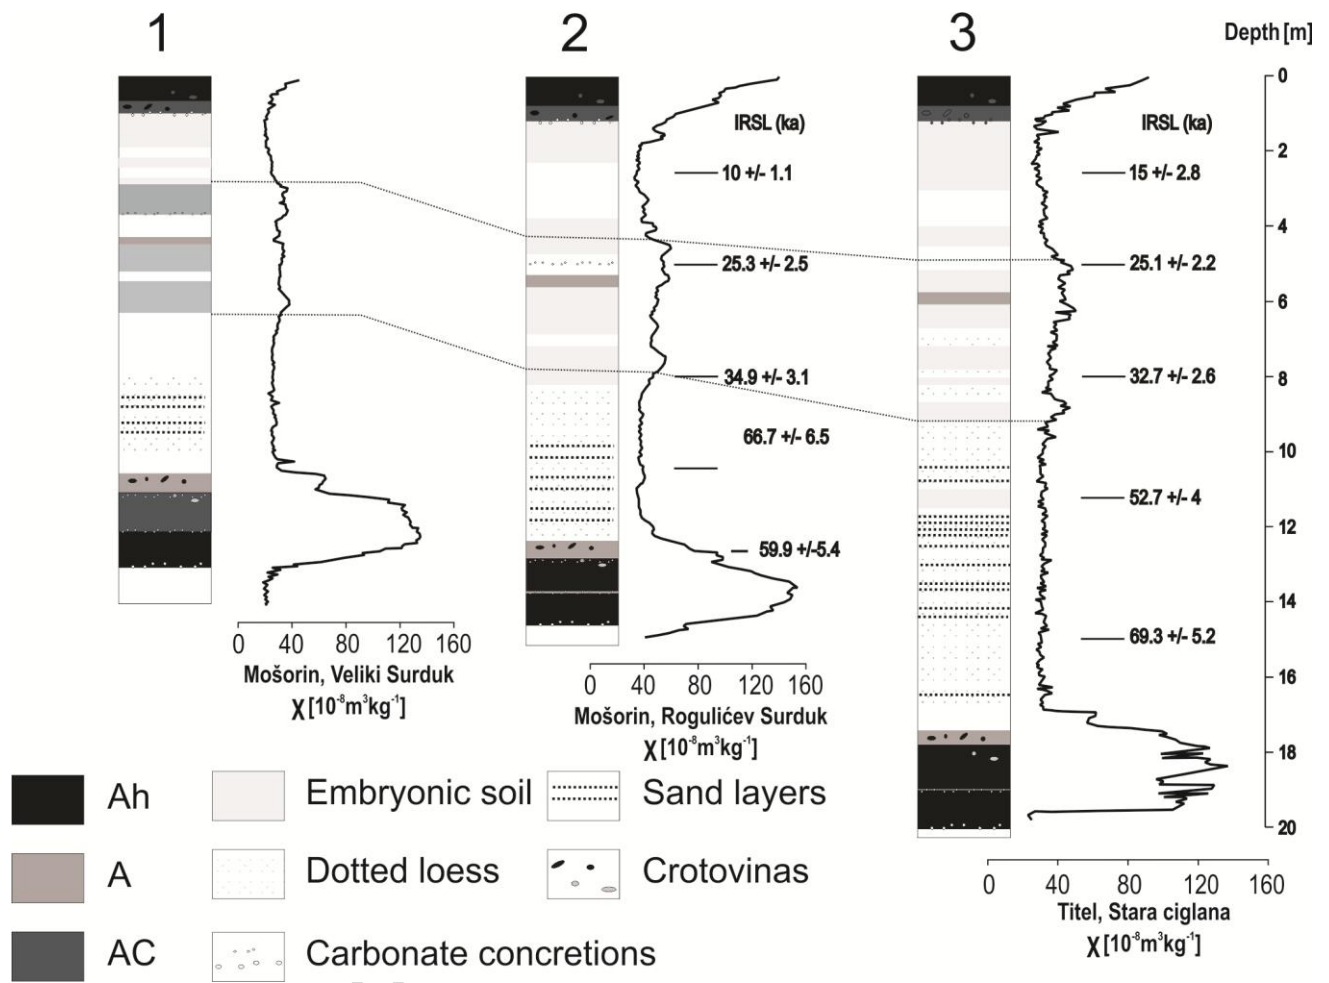 1
2
3
Depth [m]
0
2
4
6
8
10
12
14
16
18
20
IRSL (ka)
10 +/- 1.1
25.3 +/- 2.5
34.9 +/- 3.1
66.7 +/- 6.5
59.9 +/-5.4
IRSL (ka)
15 +/- 2.8
25.1 +/- 2.2
32.7 +/- 2.6
52.7 +/- 4
69.3 +/- 5.2
0 40 80 120 160
Mošorin, Veliki Surduk
χ [10⁻⁸m³kg⁻¹]
0 40 80 120 160
Mošorin, Rogulićev Surduk
χ [10⁻⁸m³kg⁻¹]
0 40 80 120 160
Titel, Stara ciglana
χ [10⁻⁸m³kg⁻¹]
Ah
Embryonic soil
Sand layers
A
Dotted loess
Crotovinas
AC
Carbonate concretions